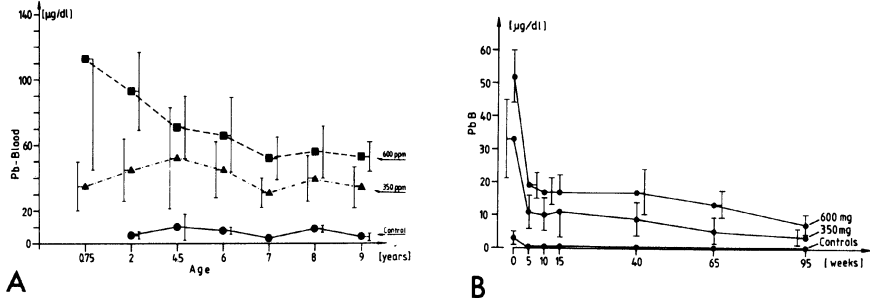 [µg/dl]
140
100
60
40
20
0
Pb-Blood
600 ppm
350 ppm
Control
0.75 2 4.5 6 7 8 9 [years]
Age
A
[µg/dl]
60
50
40
30
20
10
0
PbB
600 mg
350 mg
Controls
0 5 10 15 40 65 95 [weeks]
B